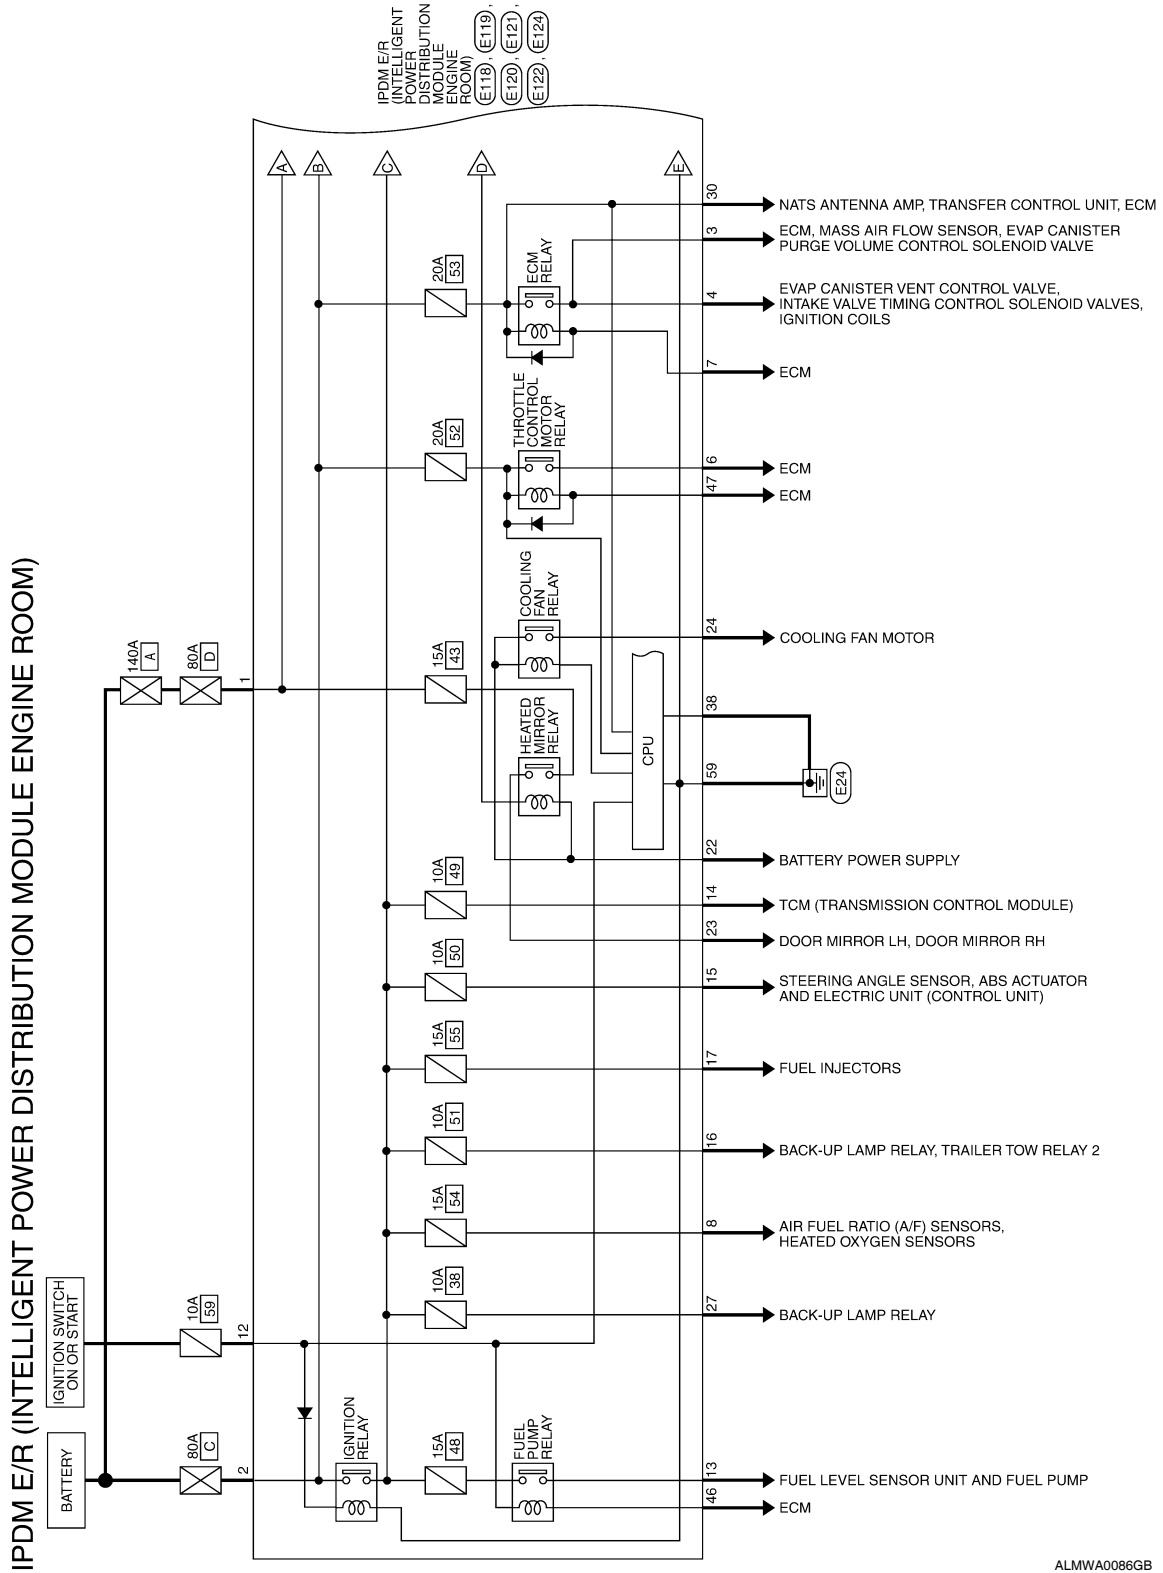 IPDM E/R (INTELLIGENT POWER DISTRIBUTION MODULE ENGINE ROOM)
IPDM E/R
(INTELLIGENT
POWER
DISTRIBUTION
MODULE
ENGINE
ROOM)
E118, E119,
E120, E121,
E122, E124
A
B
C
D
E
30
NATS ANTENNA AMP, TRANSFER CONTROL UNIT, ECM
3
ECM, MASS AIR FLOW SENSOR, EVAP CANISTER
PURGE VOLUME CONTROL SOLENOID VALVE
20A
53
ECM
RELAY
4
EVAP CANISTER VENT CONTROL VALVE,
INTAKE VALVE TIMING CONTROL SOLENOID VALVES,
IGNITION COILS
7
ECM
20A
52
THROTTLE
CONTROL
MOTOR
RELAY
6
ECM
47
ECM
COOLING
FAN
RELAY
24
COOLING FAN MOTOR
140A
A
80A
D
1
15A
43
HEATED
MIRROR
RELAY
CPU
38
59
E24
22
BATTERY POWER SUPPLY
10A
49
14
TCM (TRANSMISSION CONTROL MODULE)
23
DOOR MIRROR LH, DOOR MIRROR RH
10A
50
15
STEERING ANGLE SENSOR, ABS ACTUATOR
AND ELECTRIC UNIT (CONTROL UNIT)
15A
55
17
FUEL INJECTORS
10A
51
16
BACK-UP LAMP RELAY, TRAILER TOW RELAY 2
15A
54
8
AIR FUEL RATIO (A/F) SENSORS,
HEATED OXYGEN SENSORS
10A
38
27
BACK-UP LAMP RELAY
IGNITION SWITCH
ON OR START
10A
59
12
BATTERY
80A
C
2
IGNITION
RELAY
15A
48
FUEL
PUMP
RELAY
13
FUEL LEVEL SENSOR UNIT AND FUEL PUMP
46
ECM
ALMWA0086GB